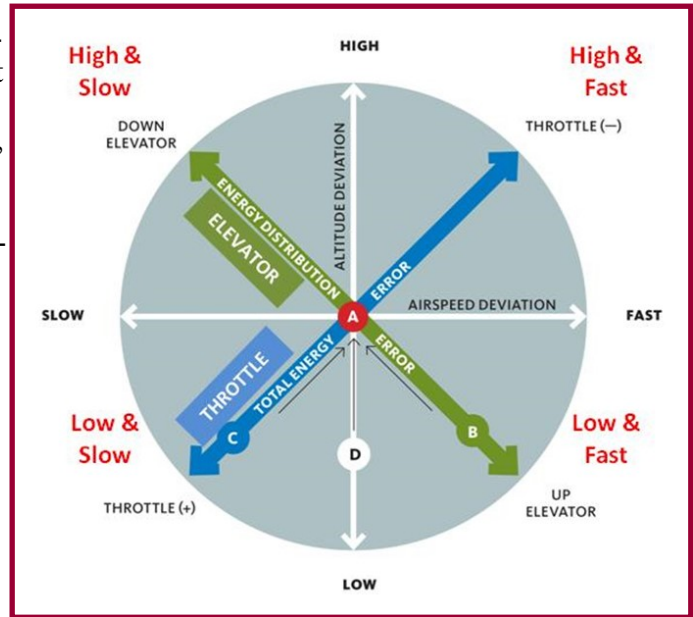 HIGH
High &
Slow
High &
Fast
DOWN
ELEVATOR
THROTTLE (—)
ALTITUDE DEVIATION
ENERGY DISTRIBUTION
ERROR
ELEVATOR
ERROR
AIRSPEED DEVIATION
SLOW
A
FAST
THROTTLE
TOTAL ENERGY
Low &
Slow
C
D
B
Low &
Fast
THROTTLE (+)
UP
ELEVATOR
LOW